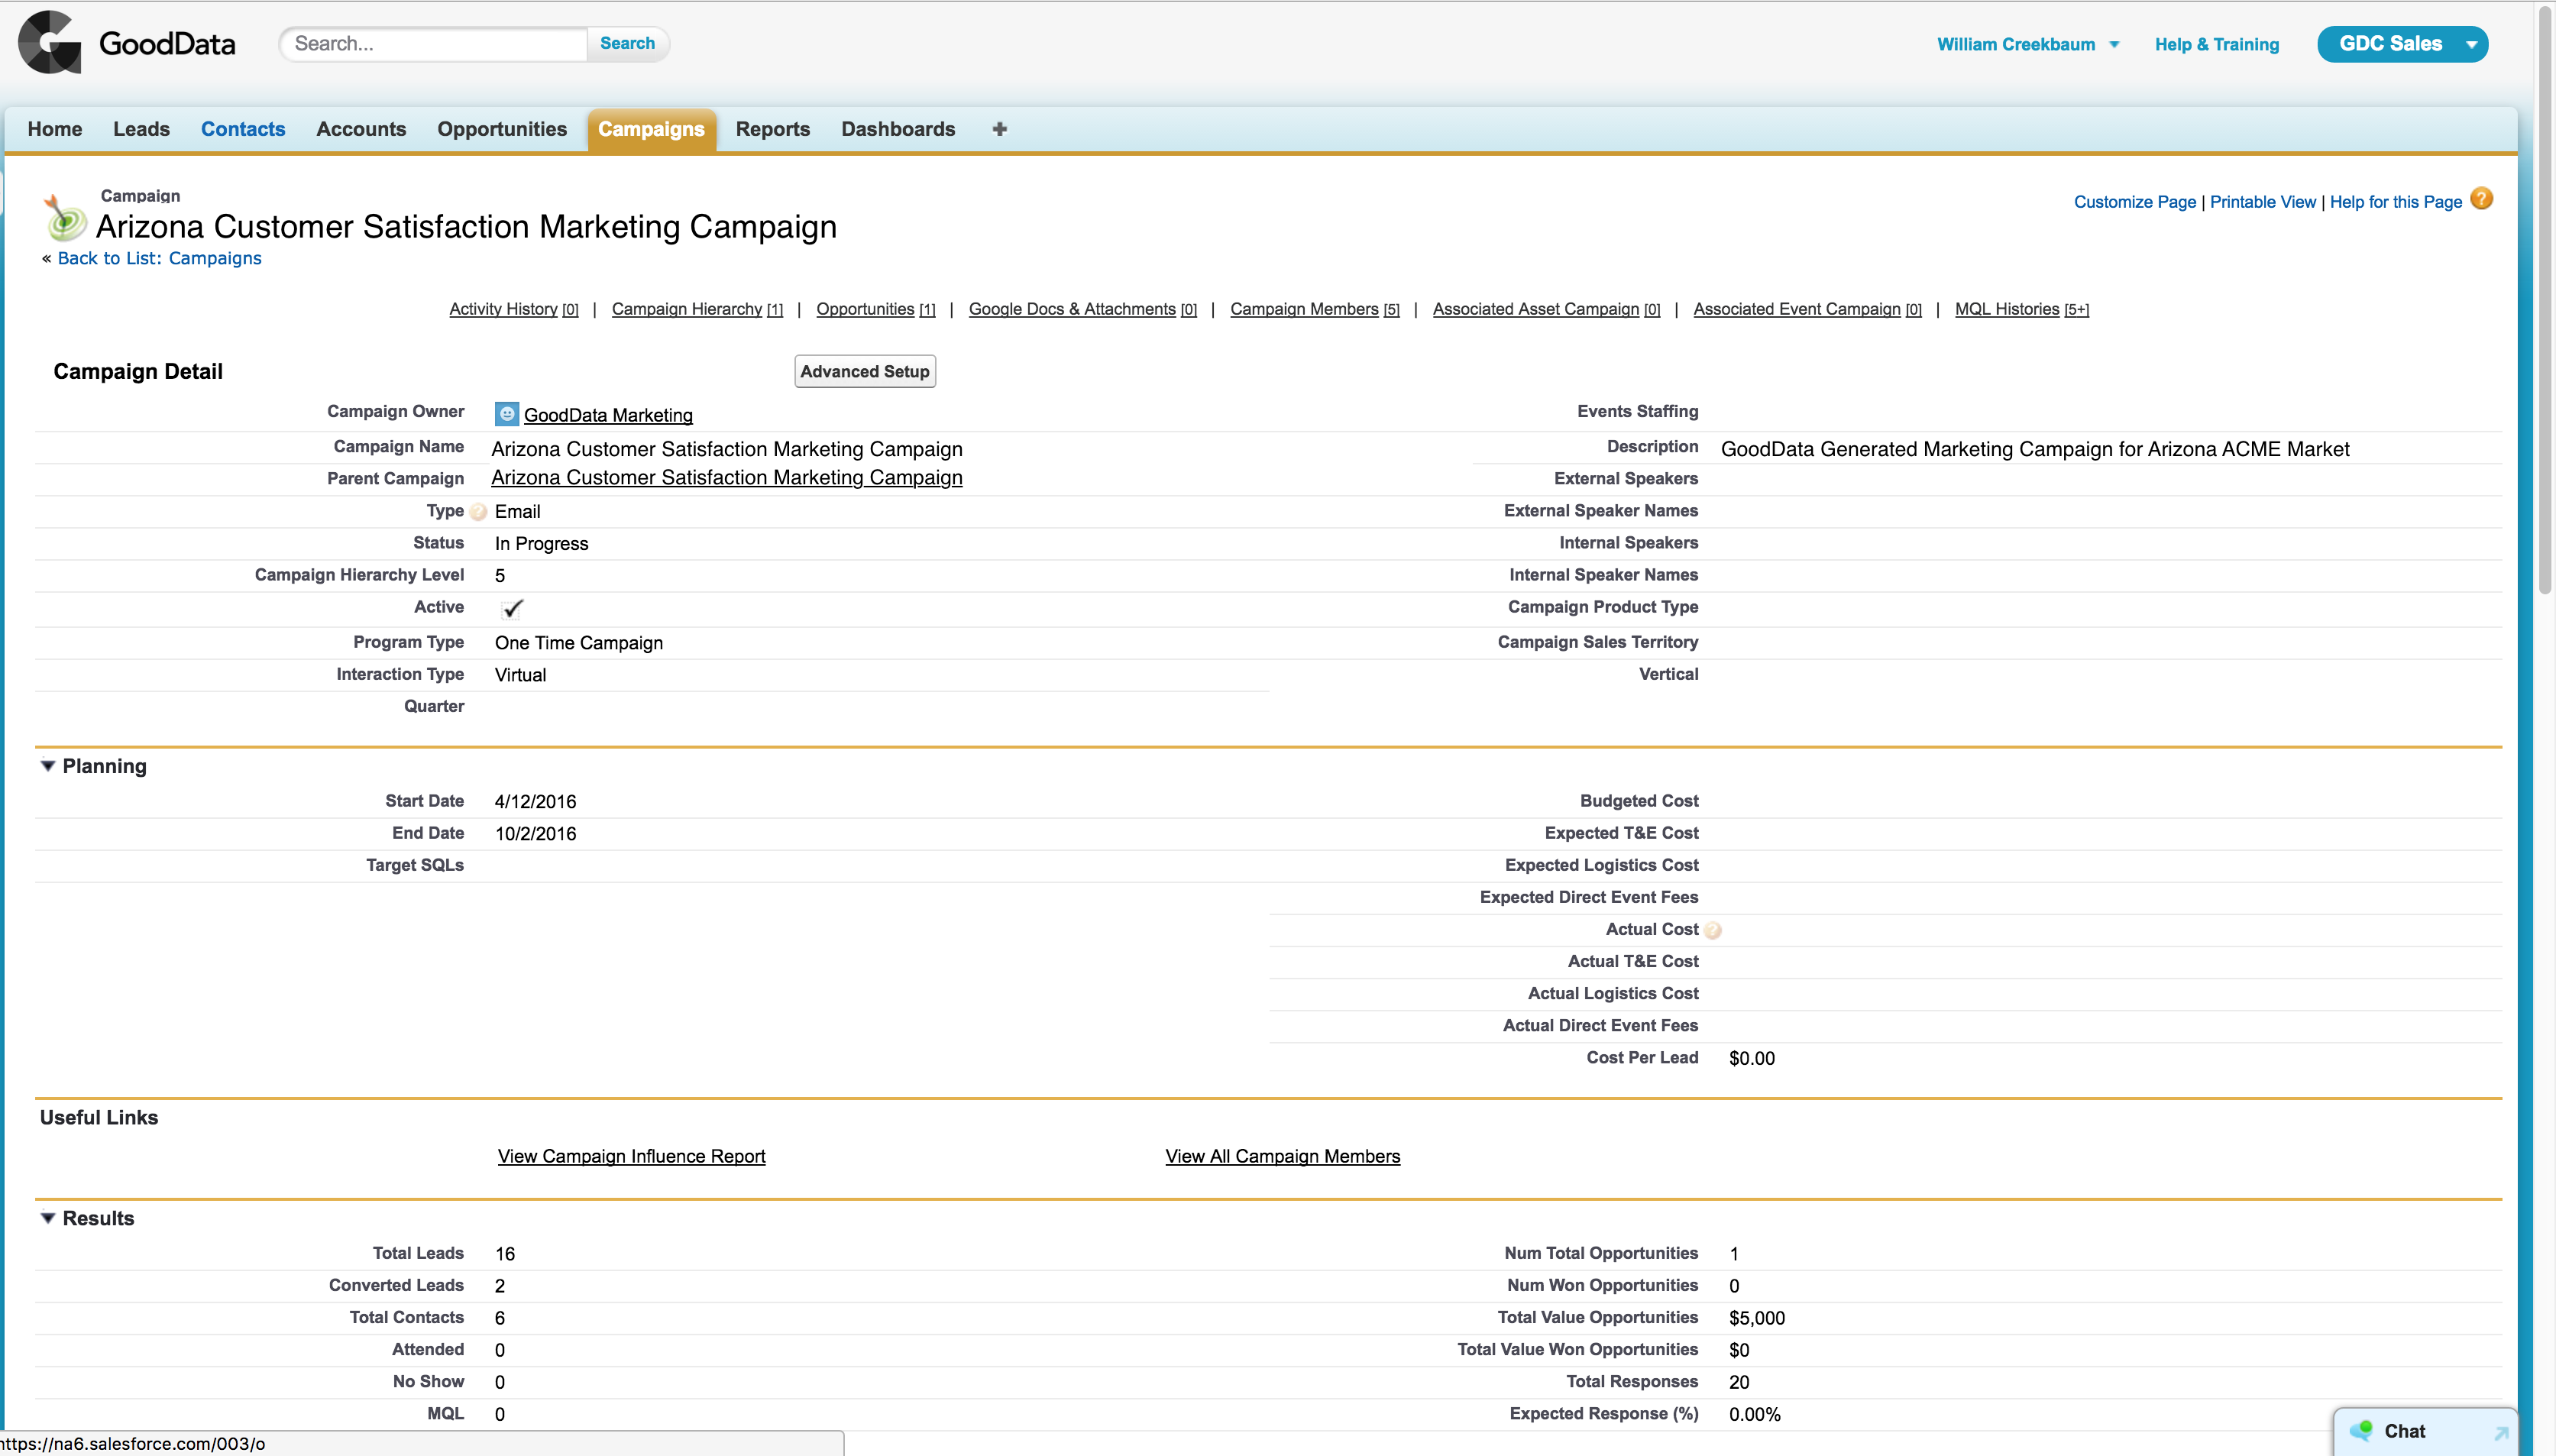 GoodData
Search...
Search
William Creekbaum
Help & Training
GDC Sales
Home Leads Contacts Accounts Opportunities Campaigns Reports Dashboards +
Campaign
Arizona Customer Satisfaction Marketing Campaign
Customize Page | Printable View | Help for this Page ?
« Back to List: Campaigns
Activity History [0] | Campaign Hierarchy [1] | Opportunities [1] | Google Docs & Attachments [0] | Campaign Members [5] | Associated Asset Campaign [0] | Associated Event Campaign [0] | MQL Histories [5+]
Campaign Detail
Advanced Setup
Campaign Owner GoodData Marketing Events Staffing
Campaign Name Arizona Customer Satisfaction Marketing Campaign Description GoodData Generated Marketing Campaign for Arizona ACME Market
Parent Campaign Arizona Customer Satisfaction Marketing Campaign External Speakers
Type ? Email External Speaker Names
Status In Progress Internal Speakers
Campaign Hierarchy Level 5 Internal Speaker Names
Active Campaign Product Type
Program Type One Time Campaign Campaign Sales Territory
Interaction Type Virtual Vertical
Quarter
Planning
Start Date 4/12/2016 Budgeted Cost
End Date 10/2/2016 Expected T&E Cost
Target SQLs Expected Logistics Cost
Expected Direct Event Fees
Actual Cost ?
Actual T&E Cost
Actual Logistics Cost
Actual Direct Event Fees
Cost Per Lead $0.00
Useful Links
View Campaign Influence Report View All Campaign Members
Results
Total Leads 16 Num Total Opportunities 1
Converted Leads 2 Num Won Opportunities 0
Total Contacts 6 Total Value Opportunities $5,000
Attended 0 Total Value Won Opportunities $0
No Show 0 Total Responses 20
MQL 0 Expected Response (%) 0.00%
https://na6.salesforce.com/003/o
Chat